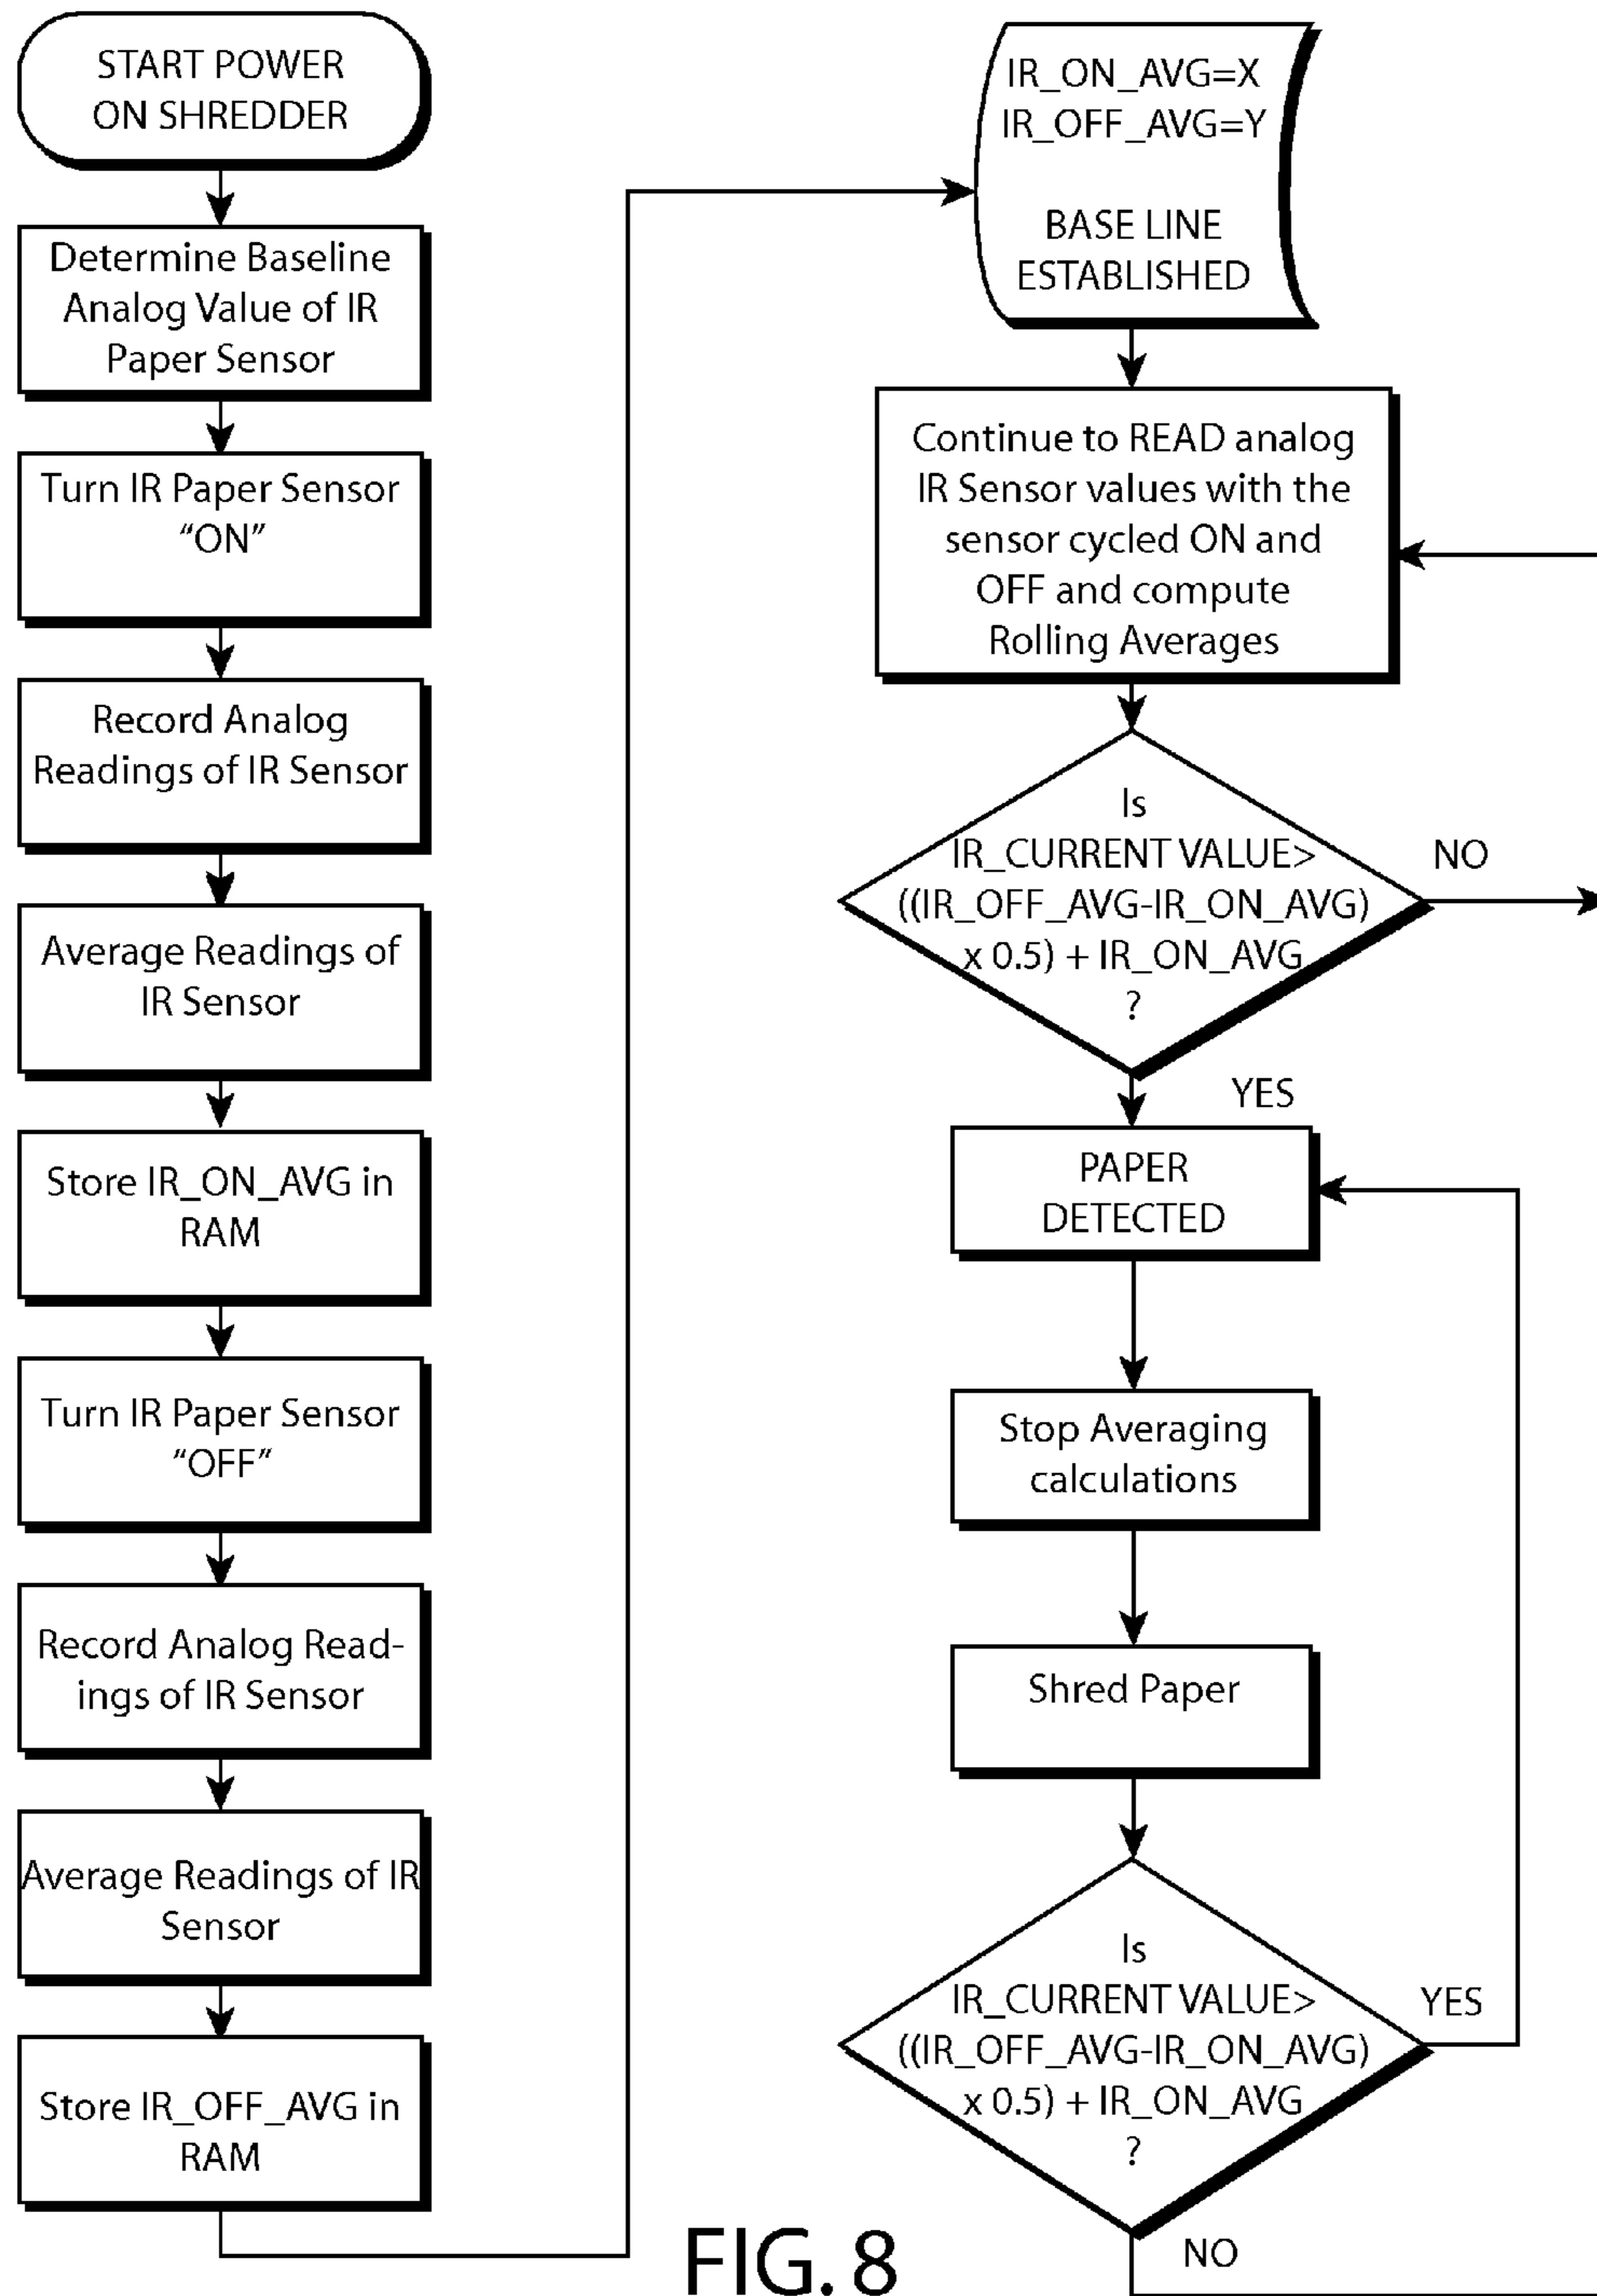 START POWER
ON SHREDDER
Determine Baseline
Analog Value of IR
Paper Sensor
Turn IR Paper Sensor
“ON”
Record Analog
Readings of IR Sensor
Average Readings of
IR Sensor
Store IR_ON_AVG in
RAM
Turn IR Paper Sensor
“OFF”
Record Analog Read-
ings of IR Sensor
Average Readings of IR
Sensor
Store IR_OFF_AVG in
RAM
IR_ON_AVG=X
IR_OFF_AVG=Y
BASE LINE
ESTABLISHED
Continue to READ analog
IR Sensor values with the
sensor cycled ON and
OFF and compute
Rolling Averages
Is
IR_CURRENT VALUE>
((IR_OFF_AVG-IR_ON_AVG)
x 0.5) + IR_ON_AVG
?
NO
YES
PAPER
DETECTED
Stop Averaging
calculations
Shred Paper
Is
IR_CURRENT VALUE>
((IR_OFF_AVG-IR_ON_AVG)
x 0.5) + IR_ON_AVG
?
YES
NO
FIG. 8